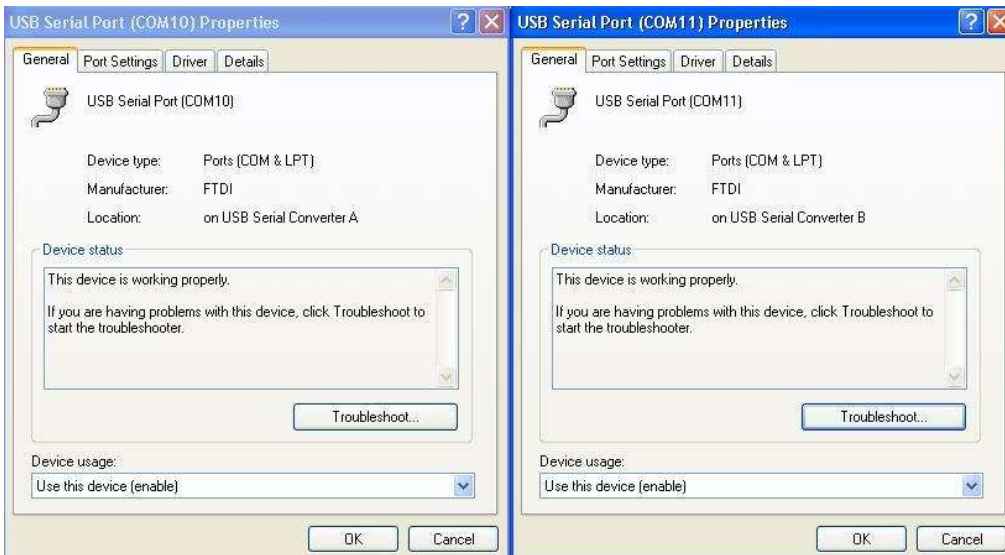 USB Serial Port (COM10) Properties
General Port Settings Driver Details
USB Serial Port (COM10)
Device type: Ports (COM & LPT)
Manufacturer: FTDI
Location: on USB Serial Converter A
Device status
This device is working properly.
If you are having problems with this device, click Troubleshoot to
start the troubleshooter.
Troubleshoot...
Device usage:
Use this device (enable)
OK Cancel
USB Serial Port (COM11) Properties
General Port Settings Driver Details
USB Serial Port (COM11)
Device type: Ports (COM & LPT)
Manufacturer: FTDI
Location: on USB Serial Converter B
Device status
This device is working properly.
If you are having problems with this device, click Troubleshoot to
start the troubleshooter.
Troubleshoot...
Device usage:
Use this device (enable)
OK Cancel